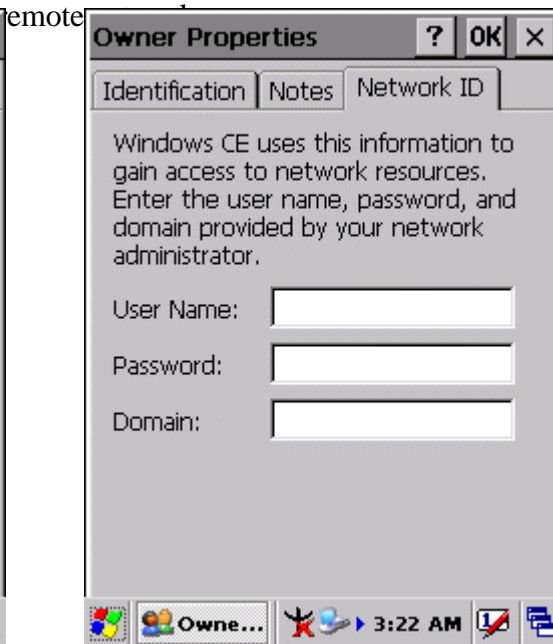 emote
Owner Properties ? OK ×
Identification Notes Network ID
Windows CE uses this information to
gain access to network resources.
Enter the user name, password, and
domain provided by your network
administrator.
User Name:
Password:
Domain:
Owne... 3:22 AM